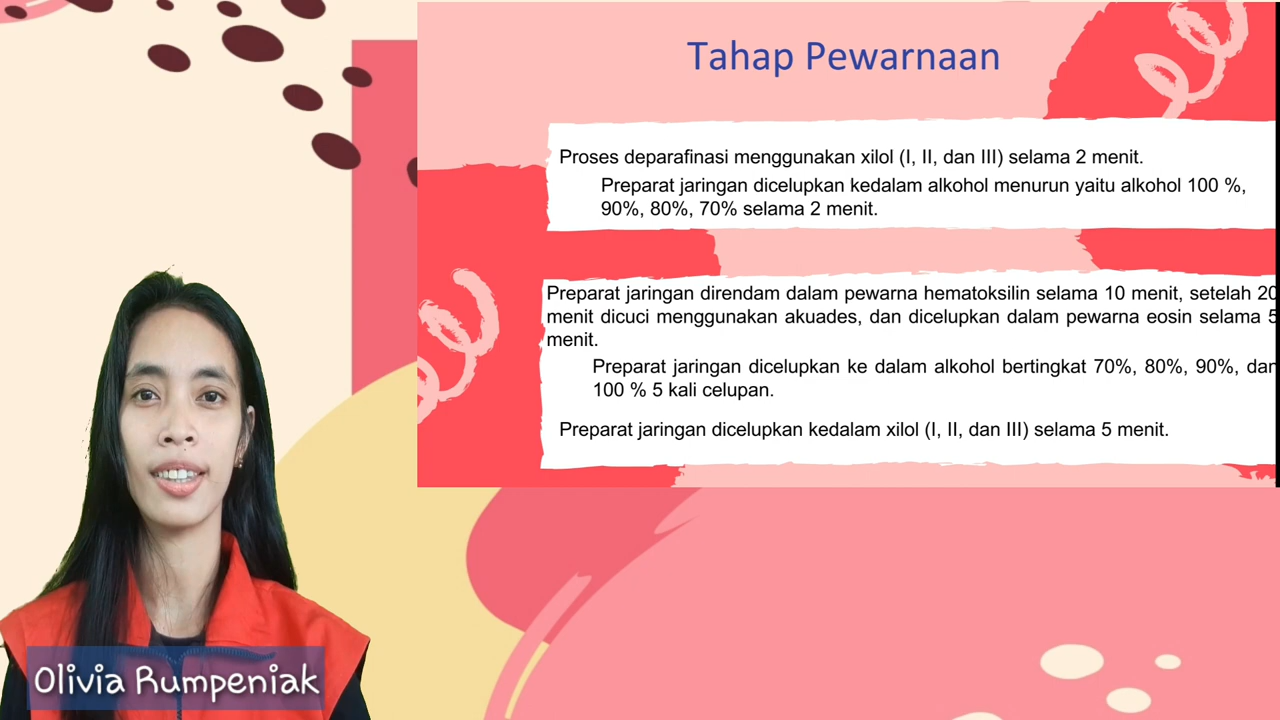 Tahap Pewarnaan
Proses deparafinasi menggunakan xilol (I, II, dan III) selama 2 menit.
Preparat jaringan dicelupkan kedalam alkohol menurun yaitu alkohol 100 %,
90%, 80%, 70% selama 2 menit.
Preparat jaringan direndam dalam pewarna hematoksilin selama 10 menit, setelah 20
menit dicuci menggunakan akuades, dan dicelupkan dalam pewarna eosin selama 5
menit.
Preparat jaringan dicelupkan ke dalam alkohol bertingkat 70%, 80%, 90%, dan
100 % 5 kali celupan.
Preparat jaringan dicelupkan kedalam xilol (I, II, dan III) selama 5 menit.
Olivia Rumpeniak